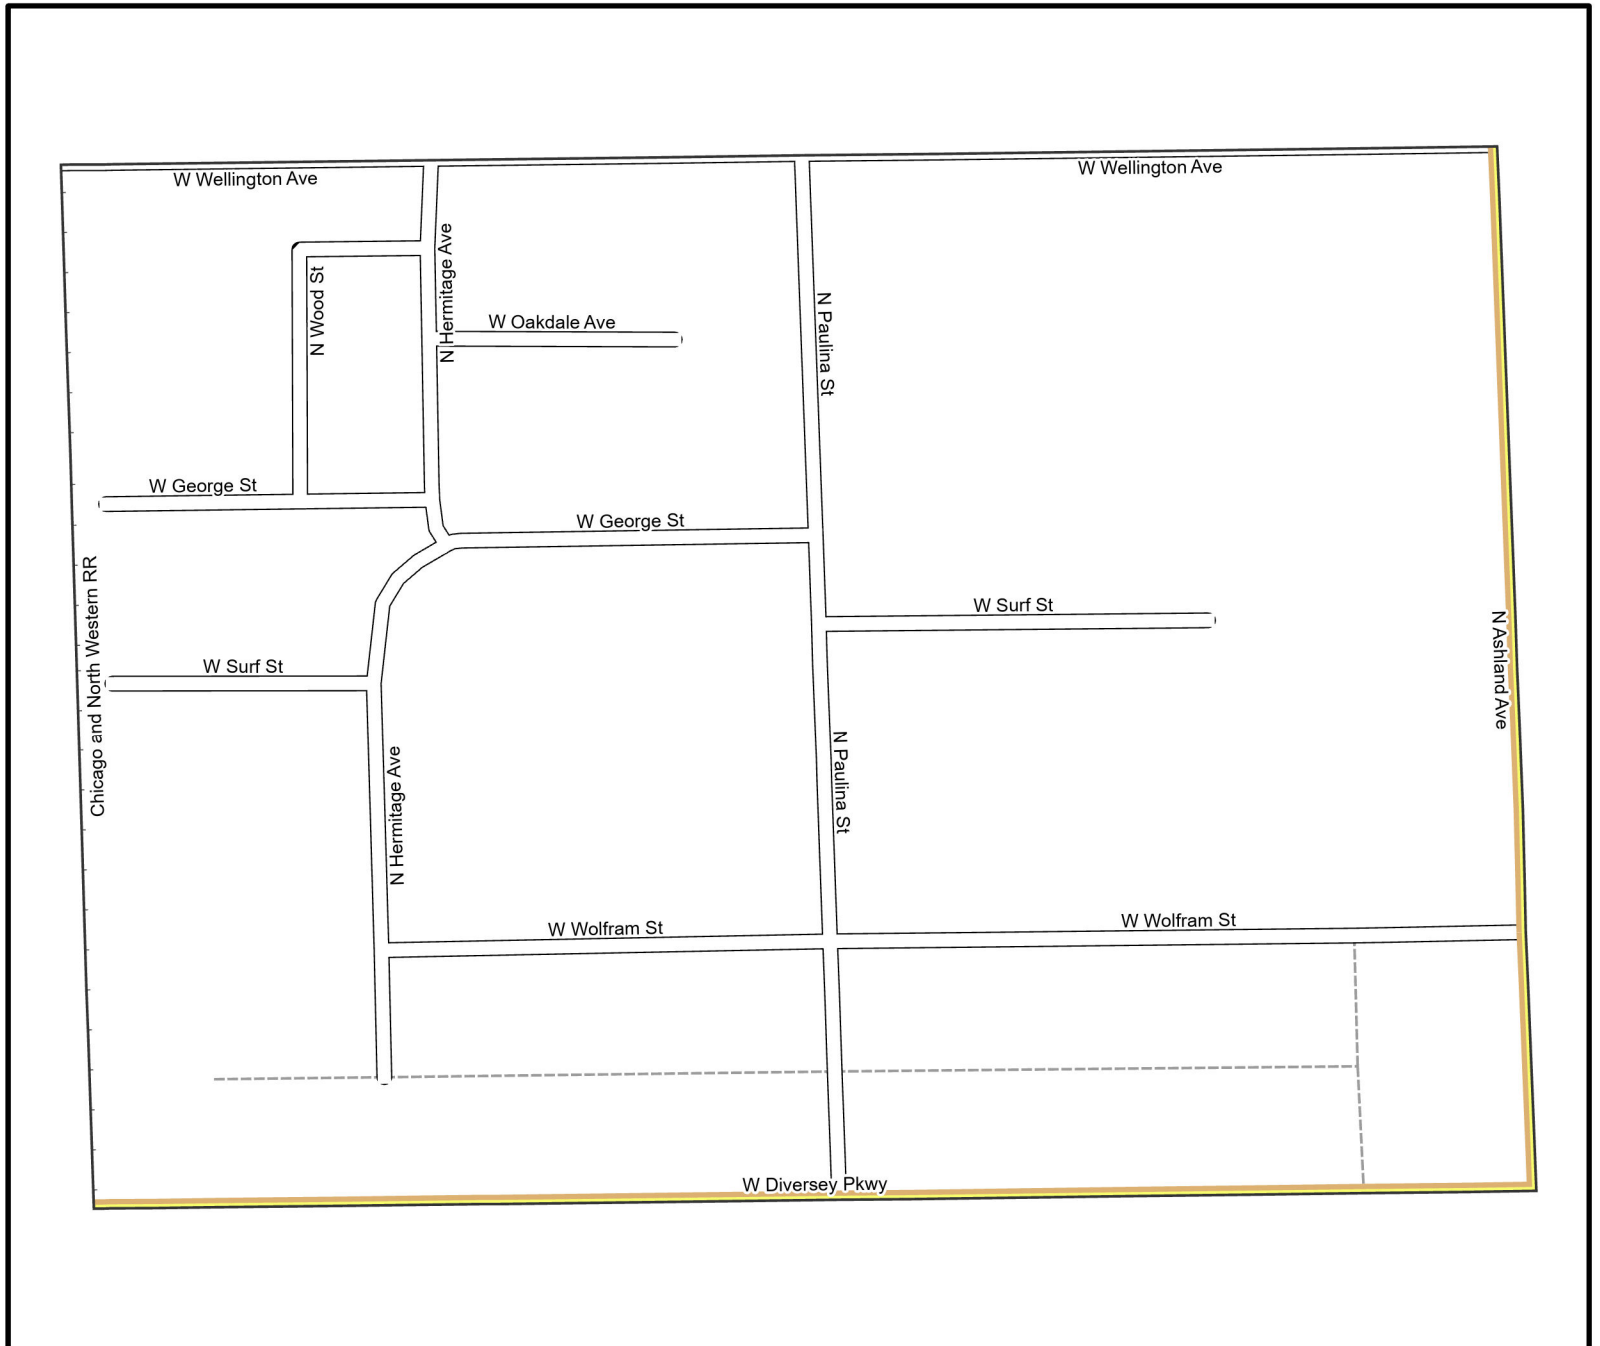 W Wellington Ave
W Wellington Ave
N Wood St
N Hermitage Ave
W Oakdale Ave
N Paulina St
W George St
W George St
Chicago and North Western RR
W Surf St
W Surf St
N Ashland Ave
N Hermitage Ave
N Paulina St
W Wolfram St
W Wolfram St
W Diversey Pkwy